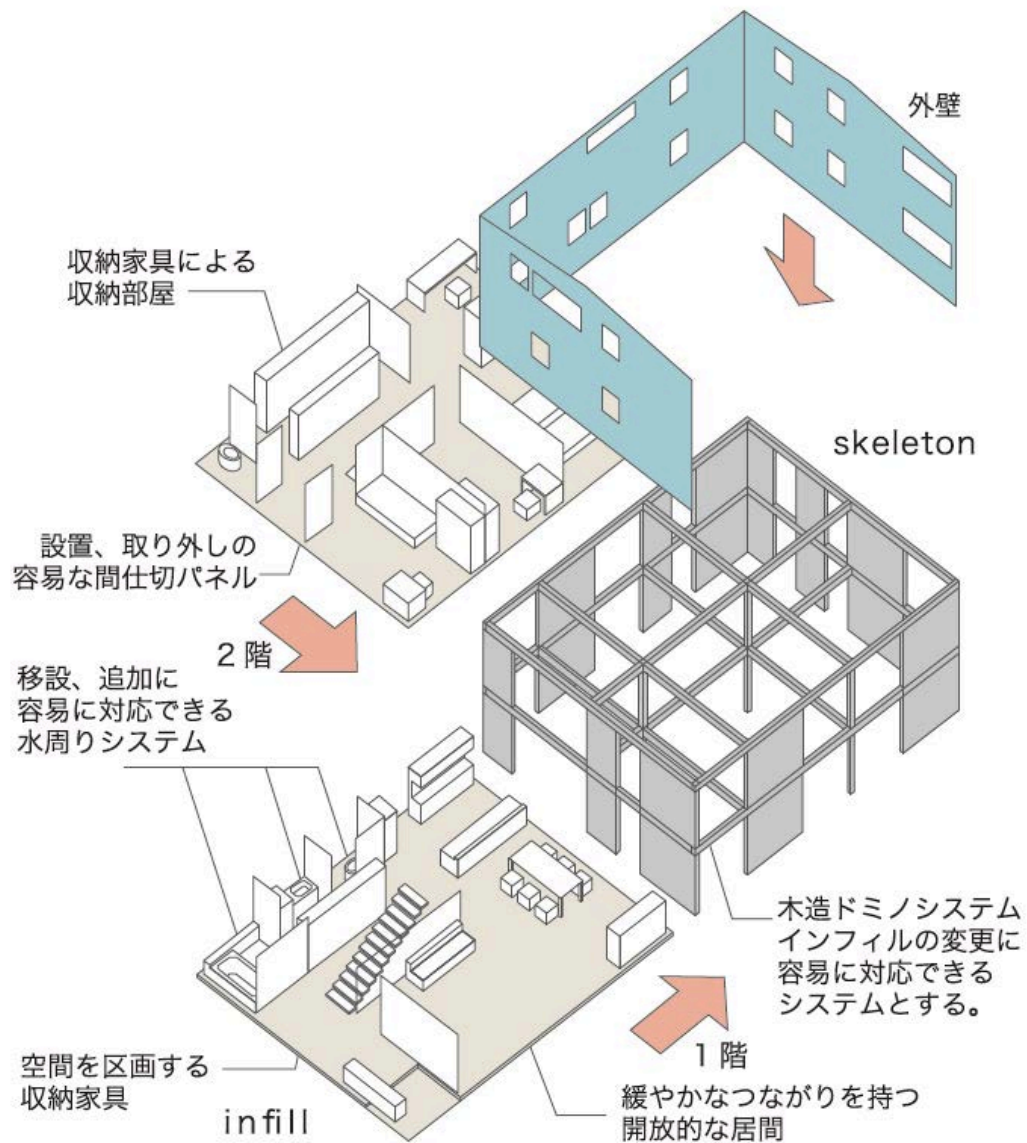 外壁
収納家具による
収納部屋
skeleton
設置、取り外しの
容易な間仕切パネル
2階
移設、追加に
容易に対応できる
水周りシステム
木造ドミノシステム
インフィルの変更に
容易に対応できる
システムとする。
1階
空間を区画する
収納家具
infill
緩やかなつながりを持つ
開放的な居間